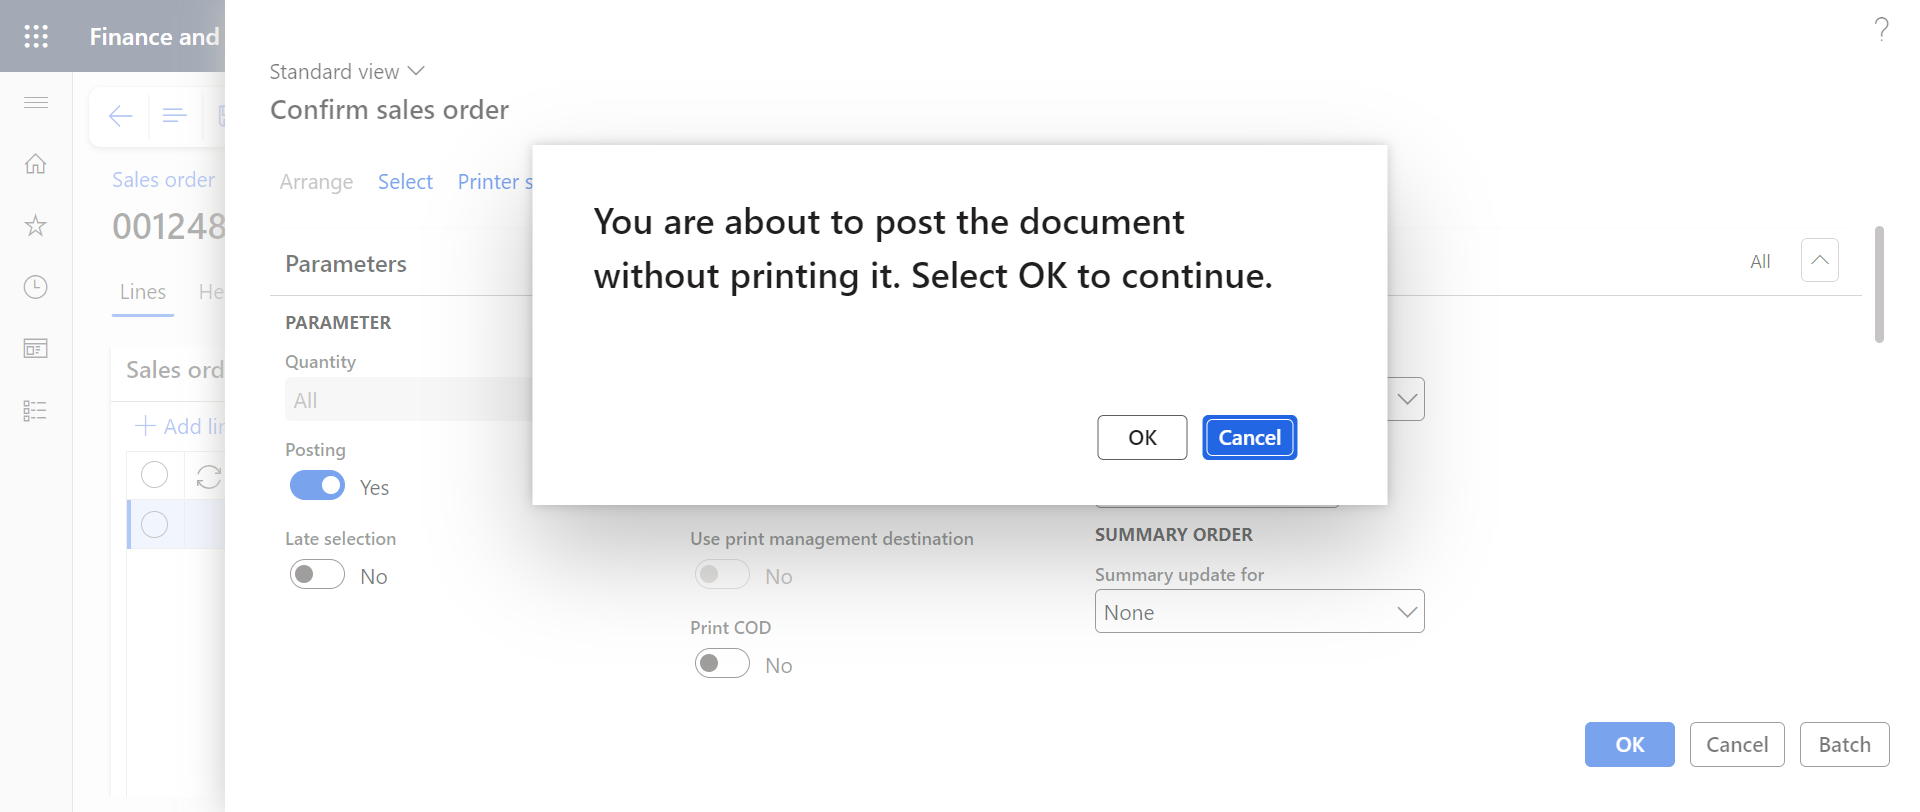 Finance and
?
Standard view
Confirm sales order
Arrange Select Printer s
Sales order
001248
Lines He
Sales ord
Add lin
You are about to post the document
without printing it. Select OK to continue.
OK Cancel
Parameters All
PARAMETER
Quantity
All
Posting
Yes
Late selection
No
Use print management destination
No
Print COD
No
SUMMARY ORDER
Summary update for
None
OK Cancel Batch